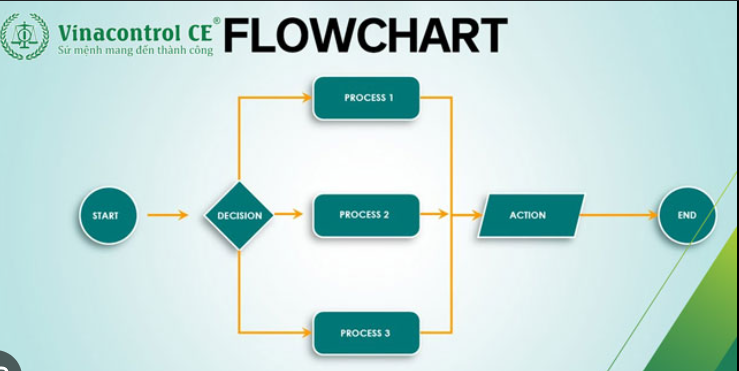 Vinacontrol CE®
Sứ mệnh mang đến thành công
FLOWCHART
PROCESS 1
START
DECISION
PROCESS 2
ACTION
END
PROCESS 3